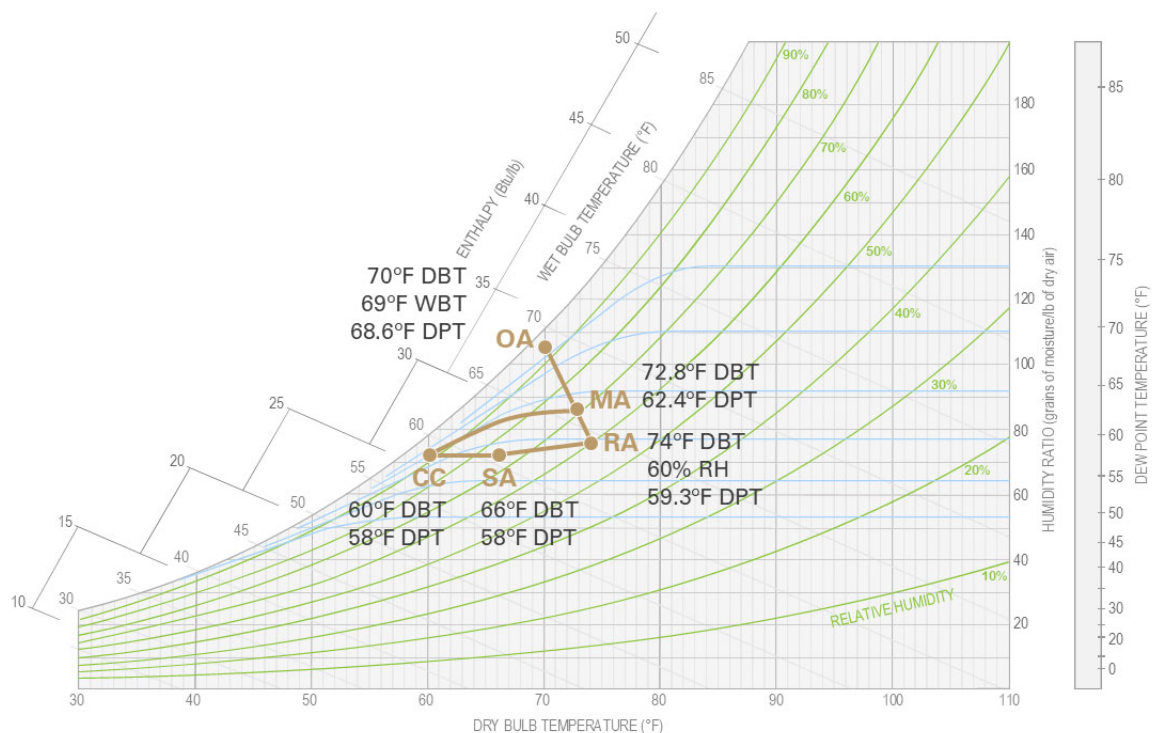 50
45
40
35
30
25
20
15
10
ENTHALPY (Btu/lb)
WET BULB TEMPERATURE (°F)
85
80
75
70
65
60
55
50
45
40
35
30
90%
80%
70%
60%
50%
40%
30%
20%
10%
RELATIVE HUMIDITY
70°F DBT
69°F WBT
68.6°F DPT
OA
72.8°F DBT
62.4°F DPT
MA
RA
74°F DBT
60% RH
59.3°F DPT
CC
SA
60°F DBT
58°F DPT
66°F DBT
58°F DPT
180
160
140
120
100
80
60
40
20
HUMIDITY RATIO (grains of moisture/lb of dry air)
85
80
75
70
65
60
55
50
45
40
30
20
0
DEW POINT TEMPERATURE (°F)
30
40
50
60
70
80
90
100
110
DRY BULB TEMPERATURE (°F)